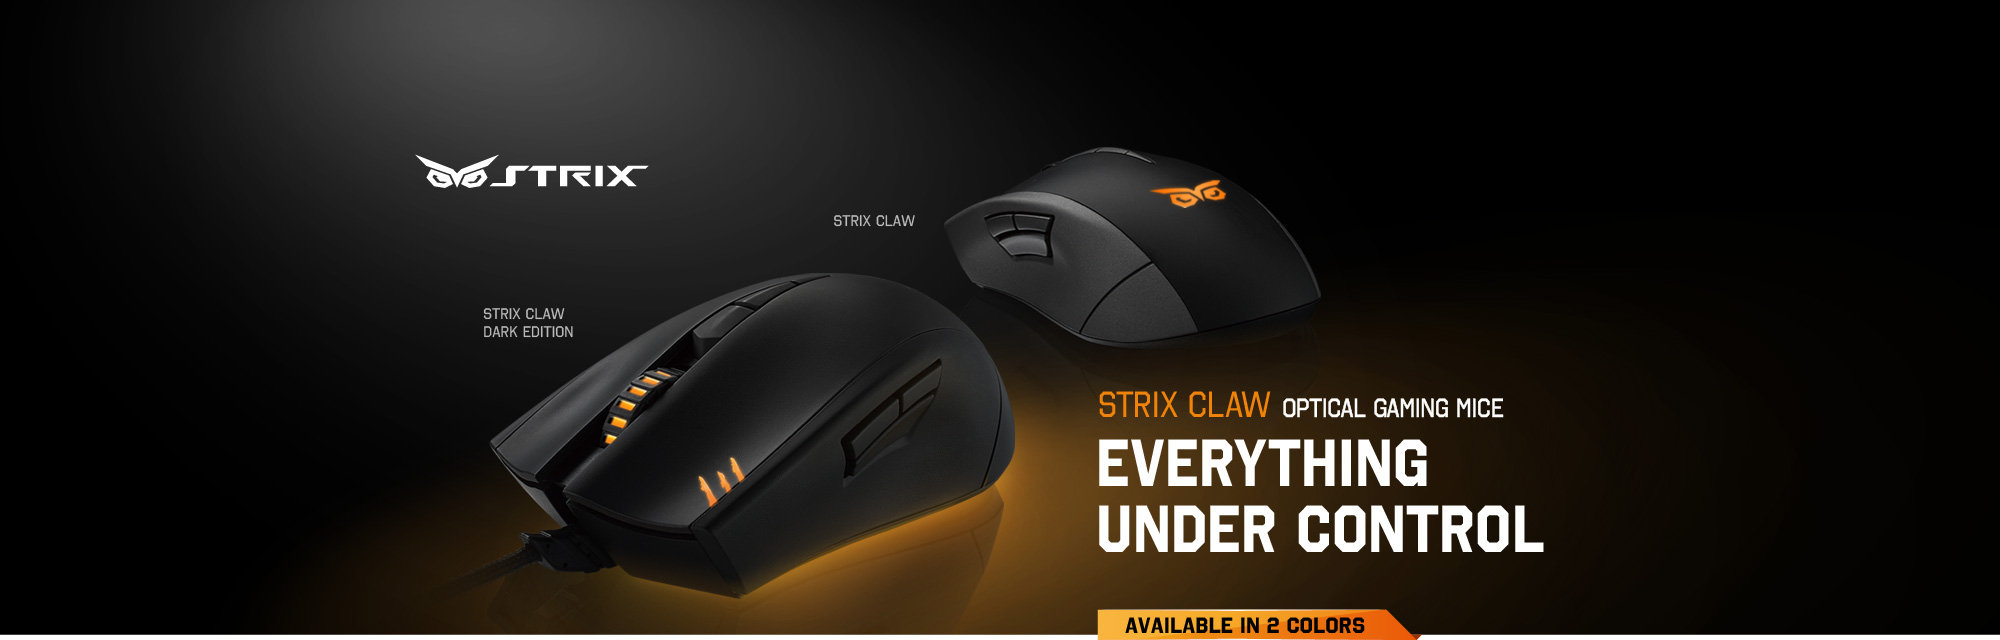 STRIX
STRIX CLAW
STRIX CLAW
DARK EDITION
STRIX CLAW OPTICAL GAMING MICE
EVERYTHING
UNDER CONTROL
AVAILABLE IN 2 COLORS